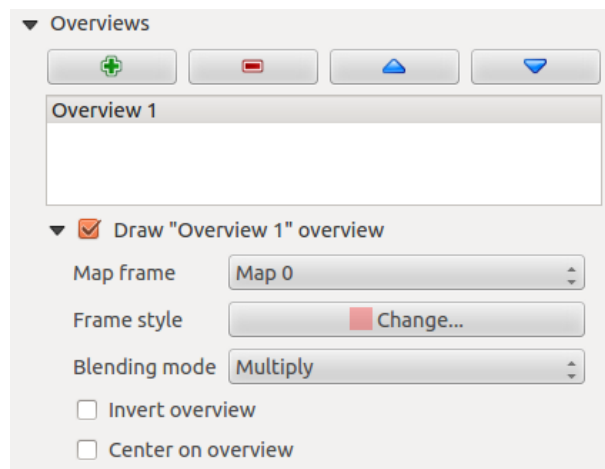 Overviews
Overview 1
Draw "Overview 1" overview
Map frame Map 0
Frame style Change...
Blending mode Multiply
Invert overview
Center on overview